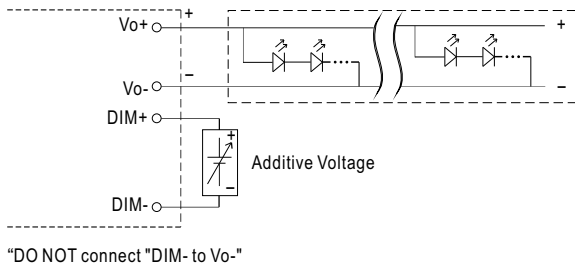 Vo+
+
+
Vo-
−
−
DIM+
+
Additive Voltage
−
DIM-
“DO NOT connect "DIM- to Vo-"